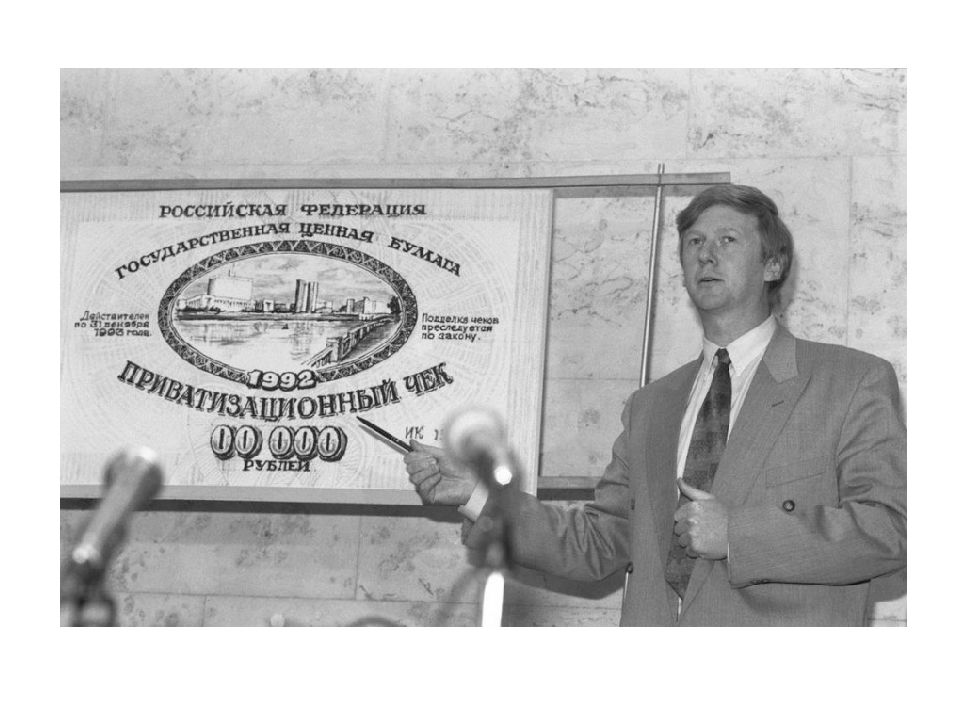 РОССИЙСКАЯ ФЕДЕРАЦИЯ
ГОСУДАРСТВЕННАЯ ЦЕННАЯ БУМАГА
Действителен
по 31 декабря
1993 года.
Подделка чеков
преследуется
по закону.
1992
ПРИВАТИЗАЦИОННЫЙ ЧЕК
10 000
РУБЛЕЙ
ИК